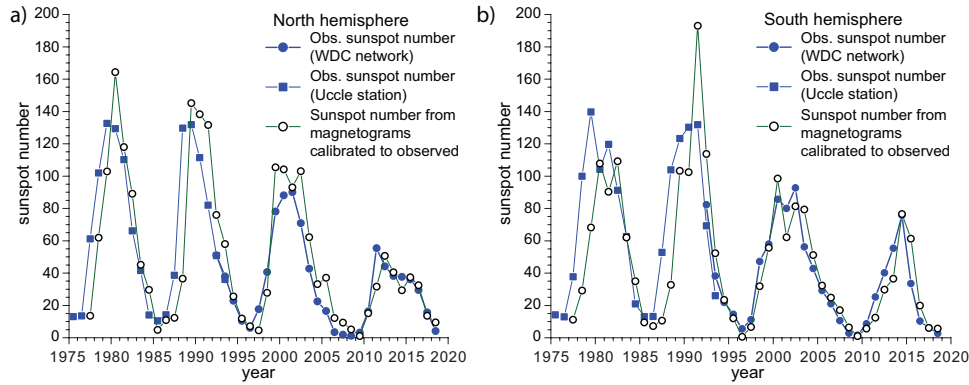 a)
North hemisphere
Obs. sunspot number
(WDC network)
Obs. sunspot number
(Uccle station)
Sunspot number from
magnetograms
calibrated to observed
sunspot number
200
180
160
140
120
100
80
60
40
20
0
1975 1980 1985 1990 1995 2000 2005 2010 2015 2020
year
b)
South hemisphere
Obs. sunspot number
(WDC network)
Obs. sunspot number
(Uccle station)
Sunspot number from
magnetograms
calibrated to observed
sunspot number
200
180
160
140
120
100
80
60
40
20
0
1975 1980 1985 1990 1995 2000 2005 2010 2015 2020
year